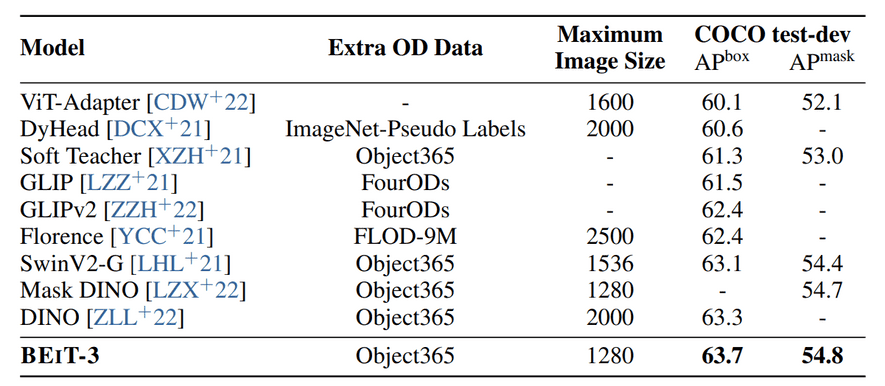 Model Extra OD Data Maximum Image Size COCO test-dev
APbox APmask
ViT-Adapter [CDW+22] - 1600 60.1 52.1
DyHead [DCX+21] ImageNet-Pseudo Labels 2000 60.6 -
Soft Teacher [XZH+21] Object365 - 61.3 53.0
GLIP [LZZ+21] FourODs - 61.5 -
GLIPv2 [ZZH+22] FourODs - 62.4 -
Florence [YCC+21] FLOD-9M 2500 62.4 -
SwinV2-G [LHL+21] Object365 1536 63.1 54.4
Mask DINO [LZX+22] Object365 1280 - 54.7
DINO [ZLL+22] Object365 2000 63.3 -
BEIT-3 Object365 1280 63.7 54.8